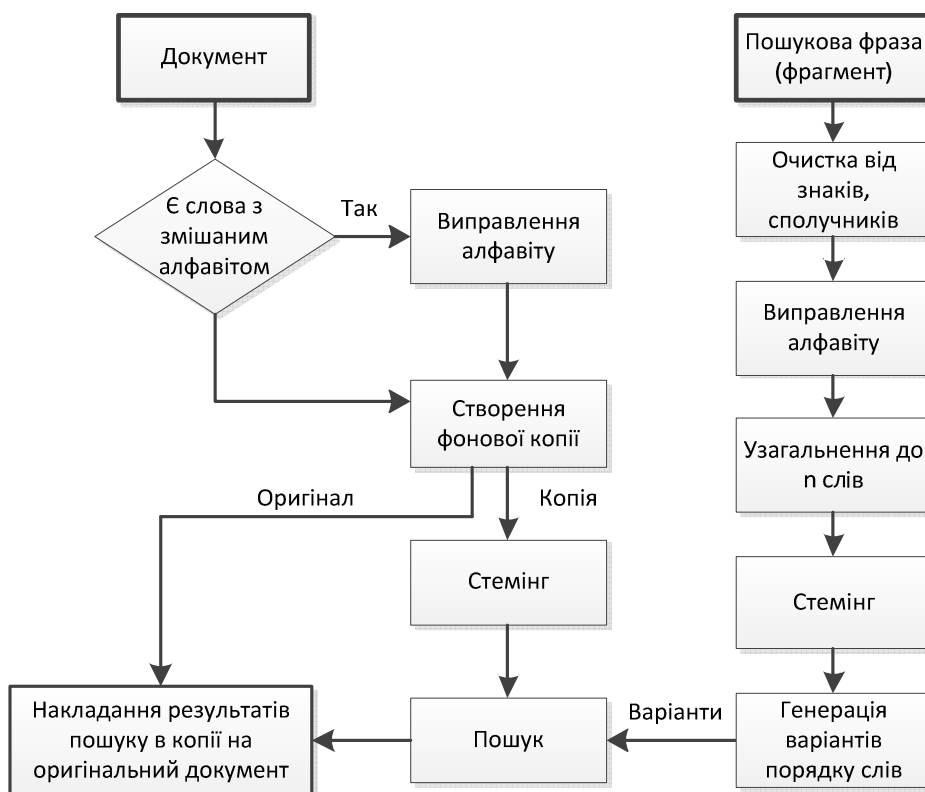 Документ
Є слова з
змішаним
алфавітом
Так
Виправлення
алфавіту
Створення
фонової копії
Оригінал
Копія
Стемінг
Пошук
Накладання результатів
пошуку в копії на
оригінальний документ
Пошукова фраза
(фрагмент)
Очистка від
знаків,
сполучників
Виправлення
алфавіту
Узагальнення до
n слів
Стемінг
Генерація
варіантів
порядку слів
Варіанти